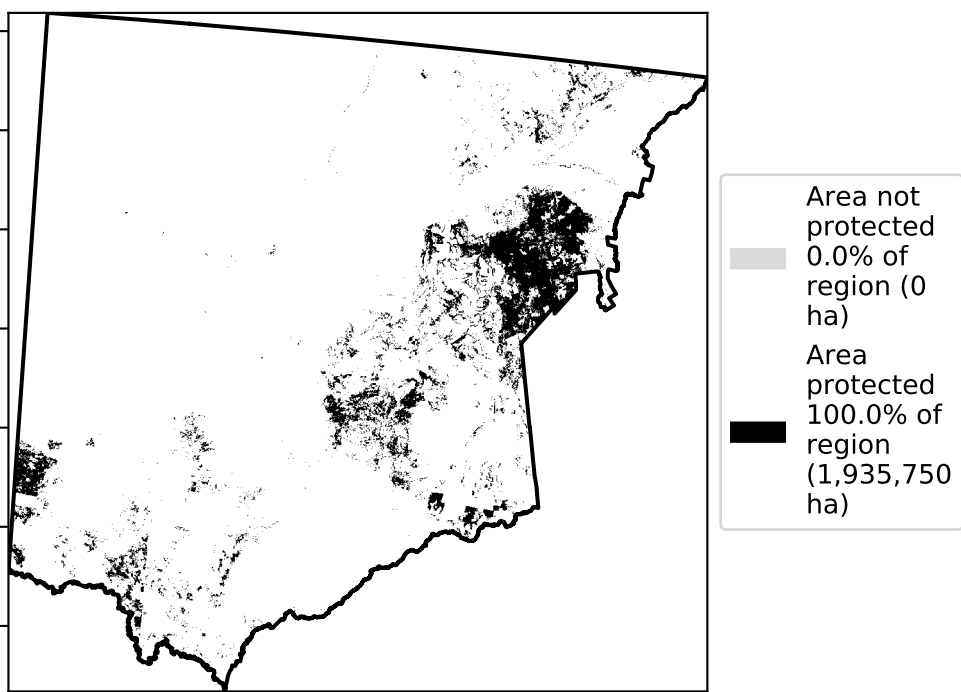 Area not
protected
0.0% of
region (0
ha)
Area
protected
100.0% of
region
(1,935,750
ha)